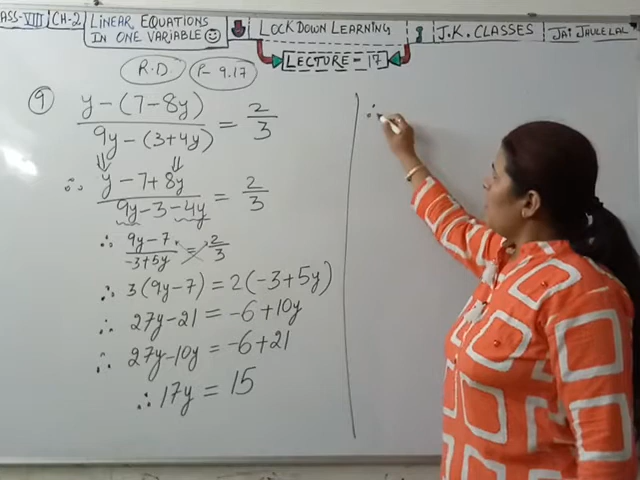 ASS-VIII CH-2 LINEAR EQUATIONS IN ONE VARIABLE LOCKDOWN LEARNING J.K. CLASSES JAI JHULELAL
LECTURE - 17
R.D P- 9.17
9 y - (7 - 8y) / 9y - (3 + 4y) = 2/3
∴ y - 7 + 8y / 9y - 3 - 4y = 2/3
∴ 9y - 7 / -3 + 5y = 2/3
∴ 3(9y - 7) = 2(-3 + 5y)
∴ 27y - 21 = -6 + 10y
∴ 27y - 10y = -6 + 21
∴ 17y = 15
∴